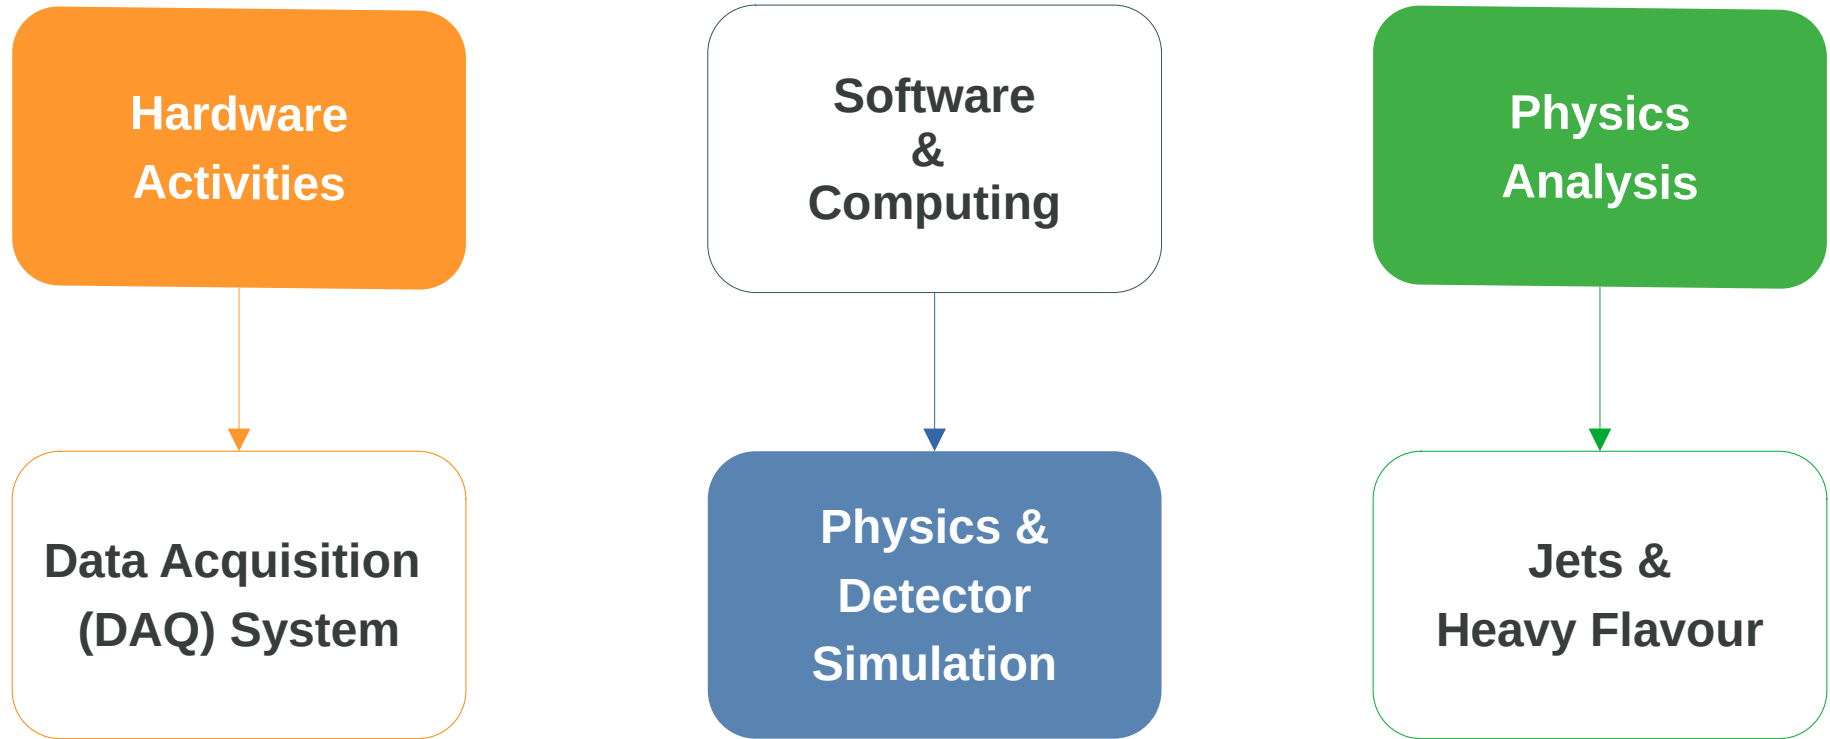 Hardware
Activities
Software
&
Computing
Physics
Analysis
Data Acquisition
(DAQ) System
Physics &
Detector
Simulation
Jets &
Heavy Flavour